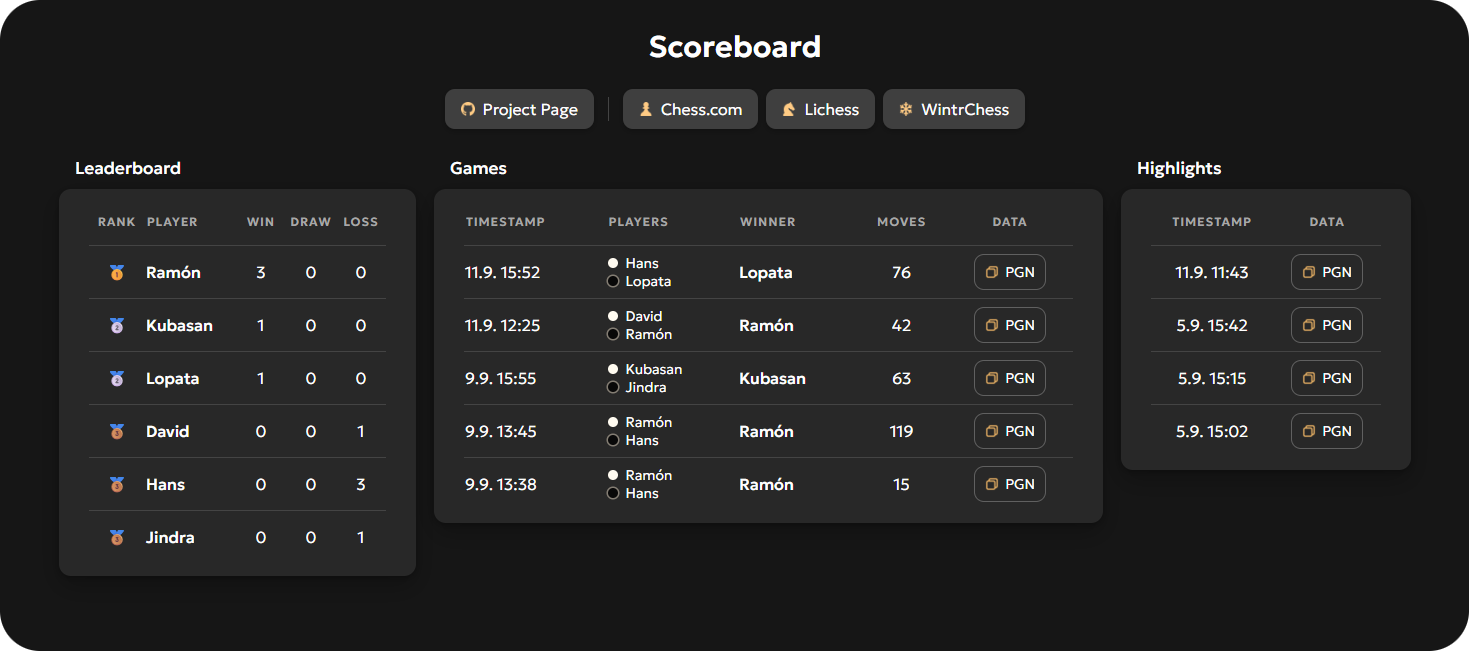 Scoreboard
Project Page Chess.com Lichess WintrChess
Leaderboard
RANK PLAYER WIN DRAW LOSS
1 Ramón 3 0 0
2 Kubasan 1 0 0
2 Lopata 1 0 0
3 David 0 0 1
3 Hans 0 0 3
3 Jindra 0 0 1
Games
TIMESTAMP PLAYERS WINNER MOVES DATA
11.9. 15:52 Hans Lopata 76 PGN
Lopata
11.9. 12:25 David Ramón 42 PGN
Ramón
9.9. 15:55 Kubasan Kubasan 63 PGN
Jindra
9.9. 13:45 Ramón Ramón 119 PGN
Hans
9.9. 13:38 Ramón Ramón 15 PGN
Hans
Highlights
TIMESTAMP DATA
11.9. 11:43 PGN
5.9. 15:42 PGN
5.9. 15:15 PGN
5.9. 15:02 PGN